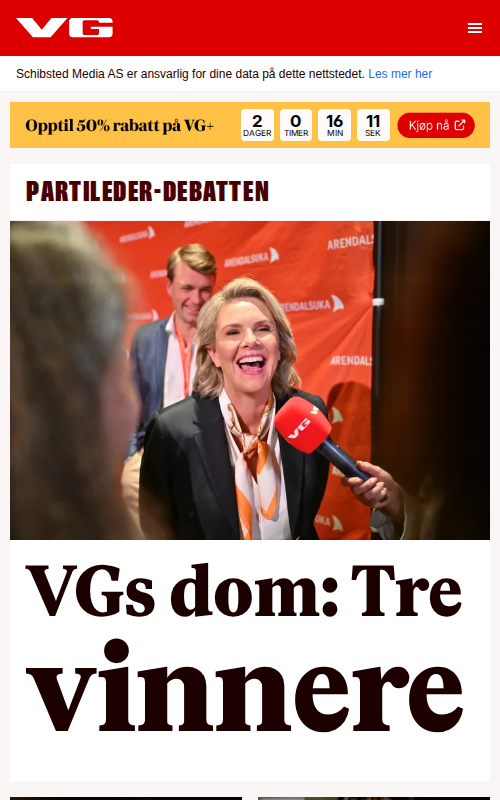 VG
Schibsted Media AS er ansvarlig for dine data på dette nettstedet. Les mer her
Opptil 50% rabatt på VG+
2 DAGER
0 TIMER
16 MIN
11 SEK
Kjøp nå
PARTILEDER-DEBATTEN
ARENDALSUKA
ARENDALSUKA
ARENDALSUKA
VG
VGs dom: Tre
vinnere